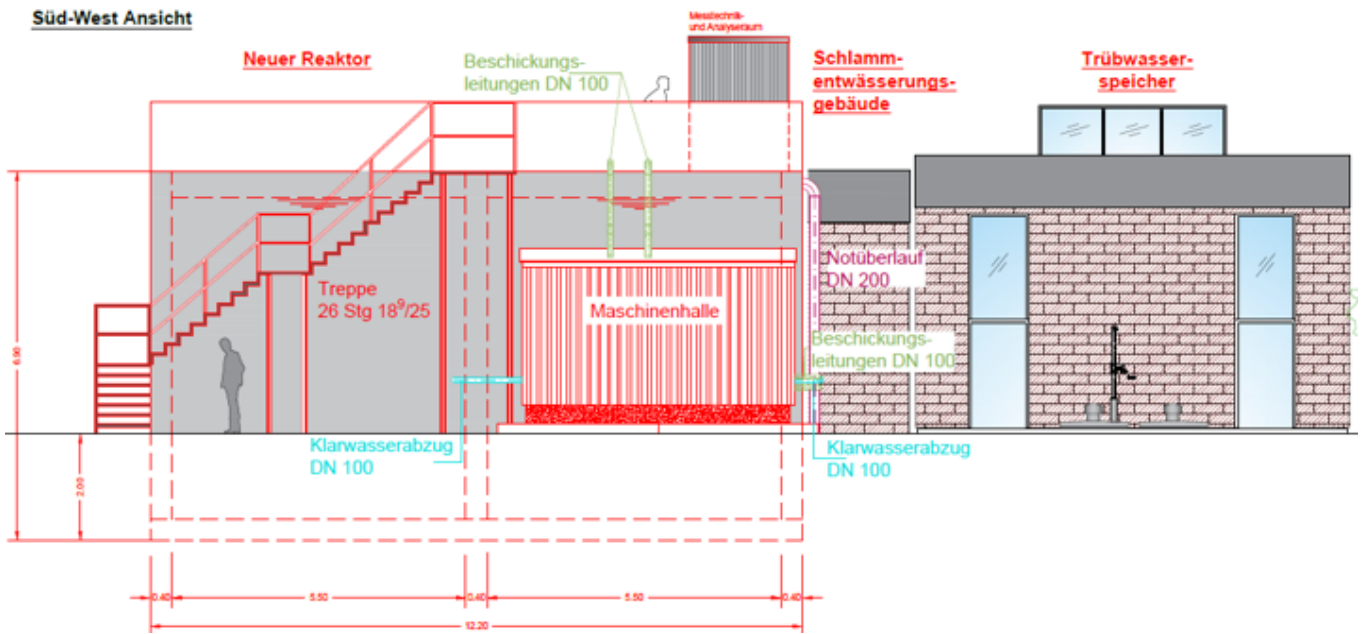 Süd-West Ansicht
Messtechnik-
und Analyseraum
Neuer Reaktor
Beschickungs-
leitungen DN 100
Schlamm-
entwässerungs-
gebäude
Trübwasser-
speicher
Treppe
26 Stg 18⁹/25
Maschinenhalle
Notüberlauf
DN 200
Beschickungs-
leitungen DN 100
Klarwasserabzug
DN 100
Klarwasserabzug
DN 100
6.90
2.00
0.40
5.50
0.40
5.50
0.40
12.20